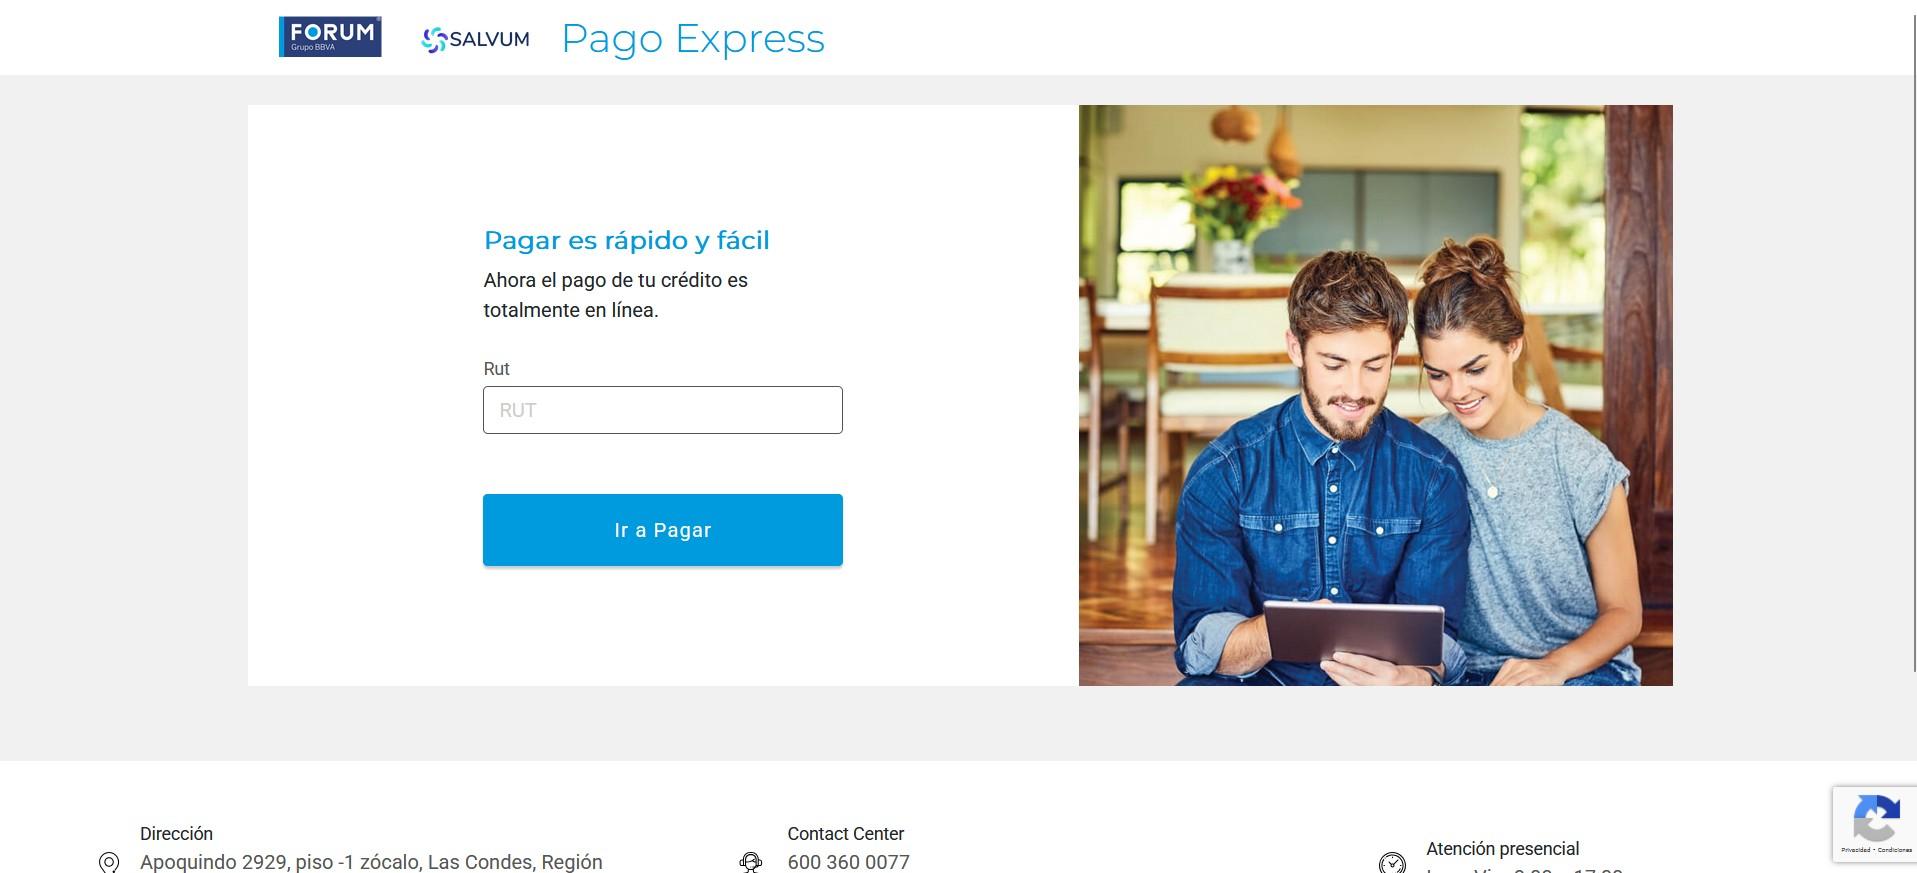 FORUM
Grupo BBVA
SALVUM
Pago Express
Pagar es rápido y fácil
Ahora el pago de tu crédito es
totalmente en línea.
Rut
RUT
Ir a Pagar
Dirección
Apoquindo 2929, piso -1 zócalo, Las Condes, Región
Contact Center
600 360 0077
Atención presencial
Privacidad - Condiciones